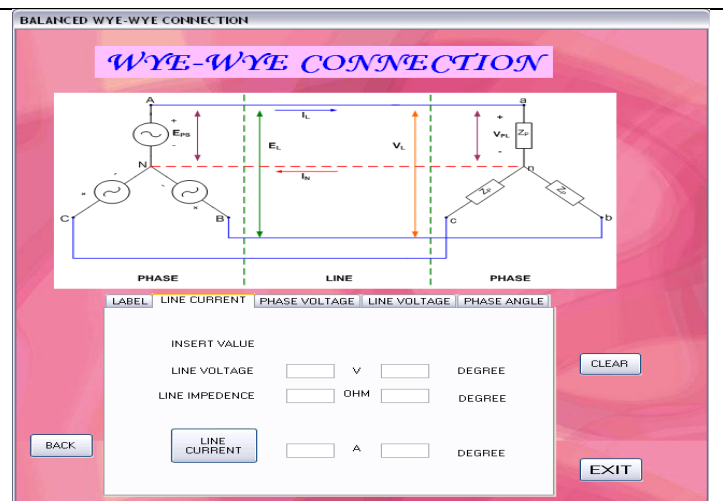 BALANCED WYE-WYE CONNECTION
WYE-WYE CONNECTION
A
a
IL
+
EPS
-
EL
VL
+
VPL
-
ZP
N
n
IN
+
-
-
+
ZP
ZP
C
B
c
b
PHASE LINE PHASE
LABEL LINE CURRENT PHASE VOLTAGE LINE VOLTAGE PHASE ANGLE
INSERT VALUE
LINE VOLTAGE V DEGREE
LINE IMPEDENCE OHM DEGREE
CLEAR
BACK
LINE
CURRENT A DEGREE
EXIT